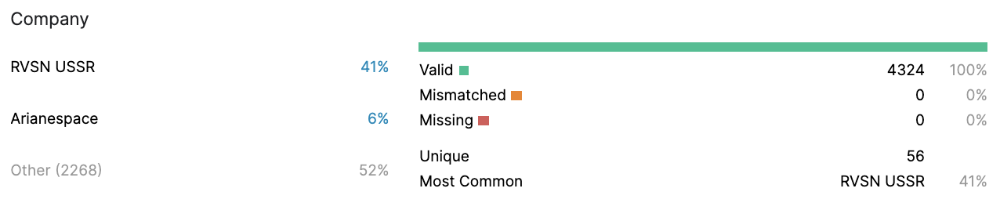 Company
RVSN USSR 41%
Arianespace 6%
Other (2268) 52%
Valid 4324 100%
Mismatched 0 0%
Missing 0 0%
Unique 56
Most Common RVSN USSR 41%